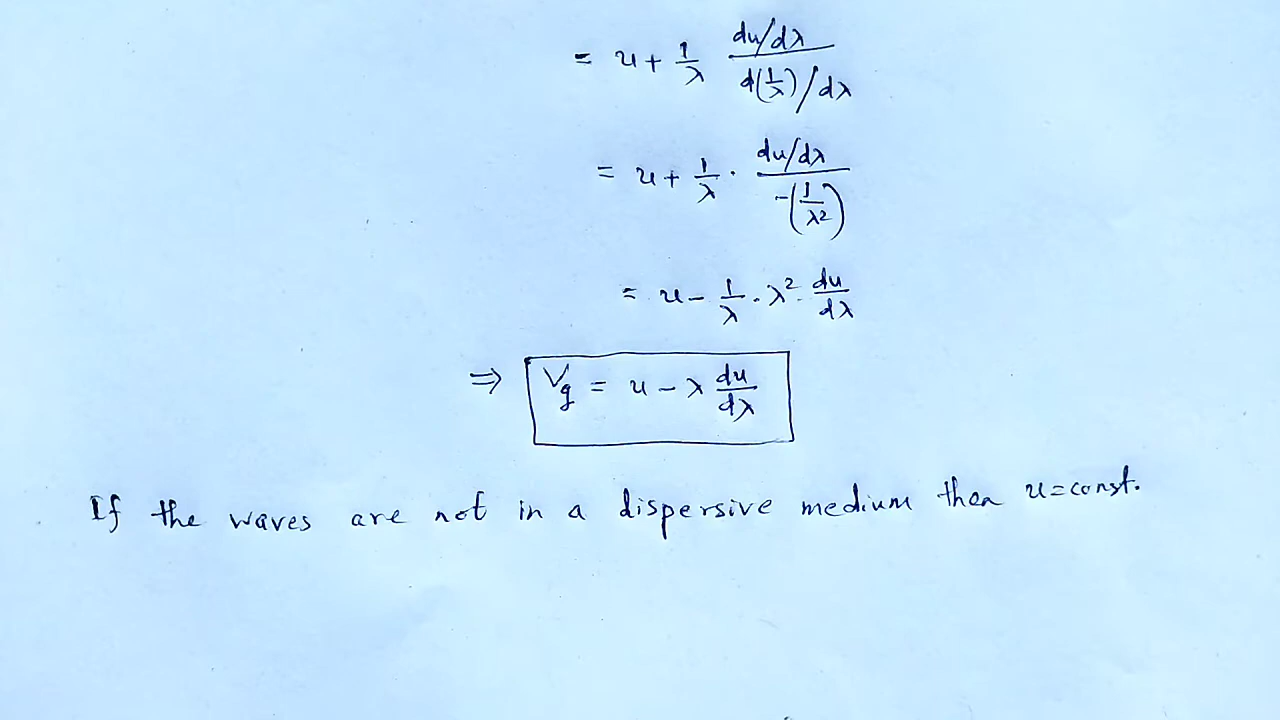 = u + 1/λ (du/dλ)/(d(1/λ)/dλ)
= u + 1/λ · (du/dλ)/(-(1/λ²))
= u - 1/λ · λ² · du/dλ
⇒ Vg = u - λ du/dλ
If the waves are not in a dispersive medium then u=const.